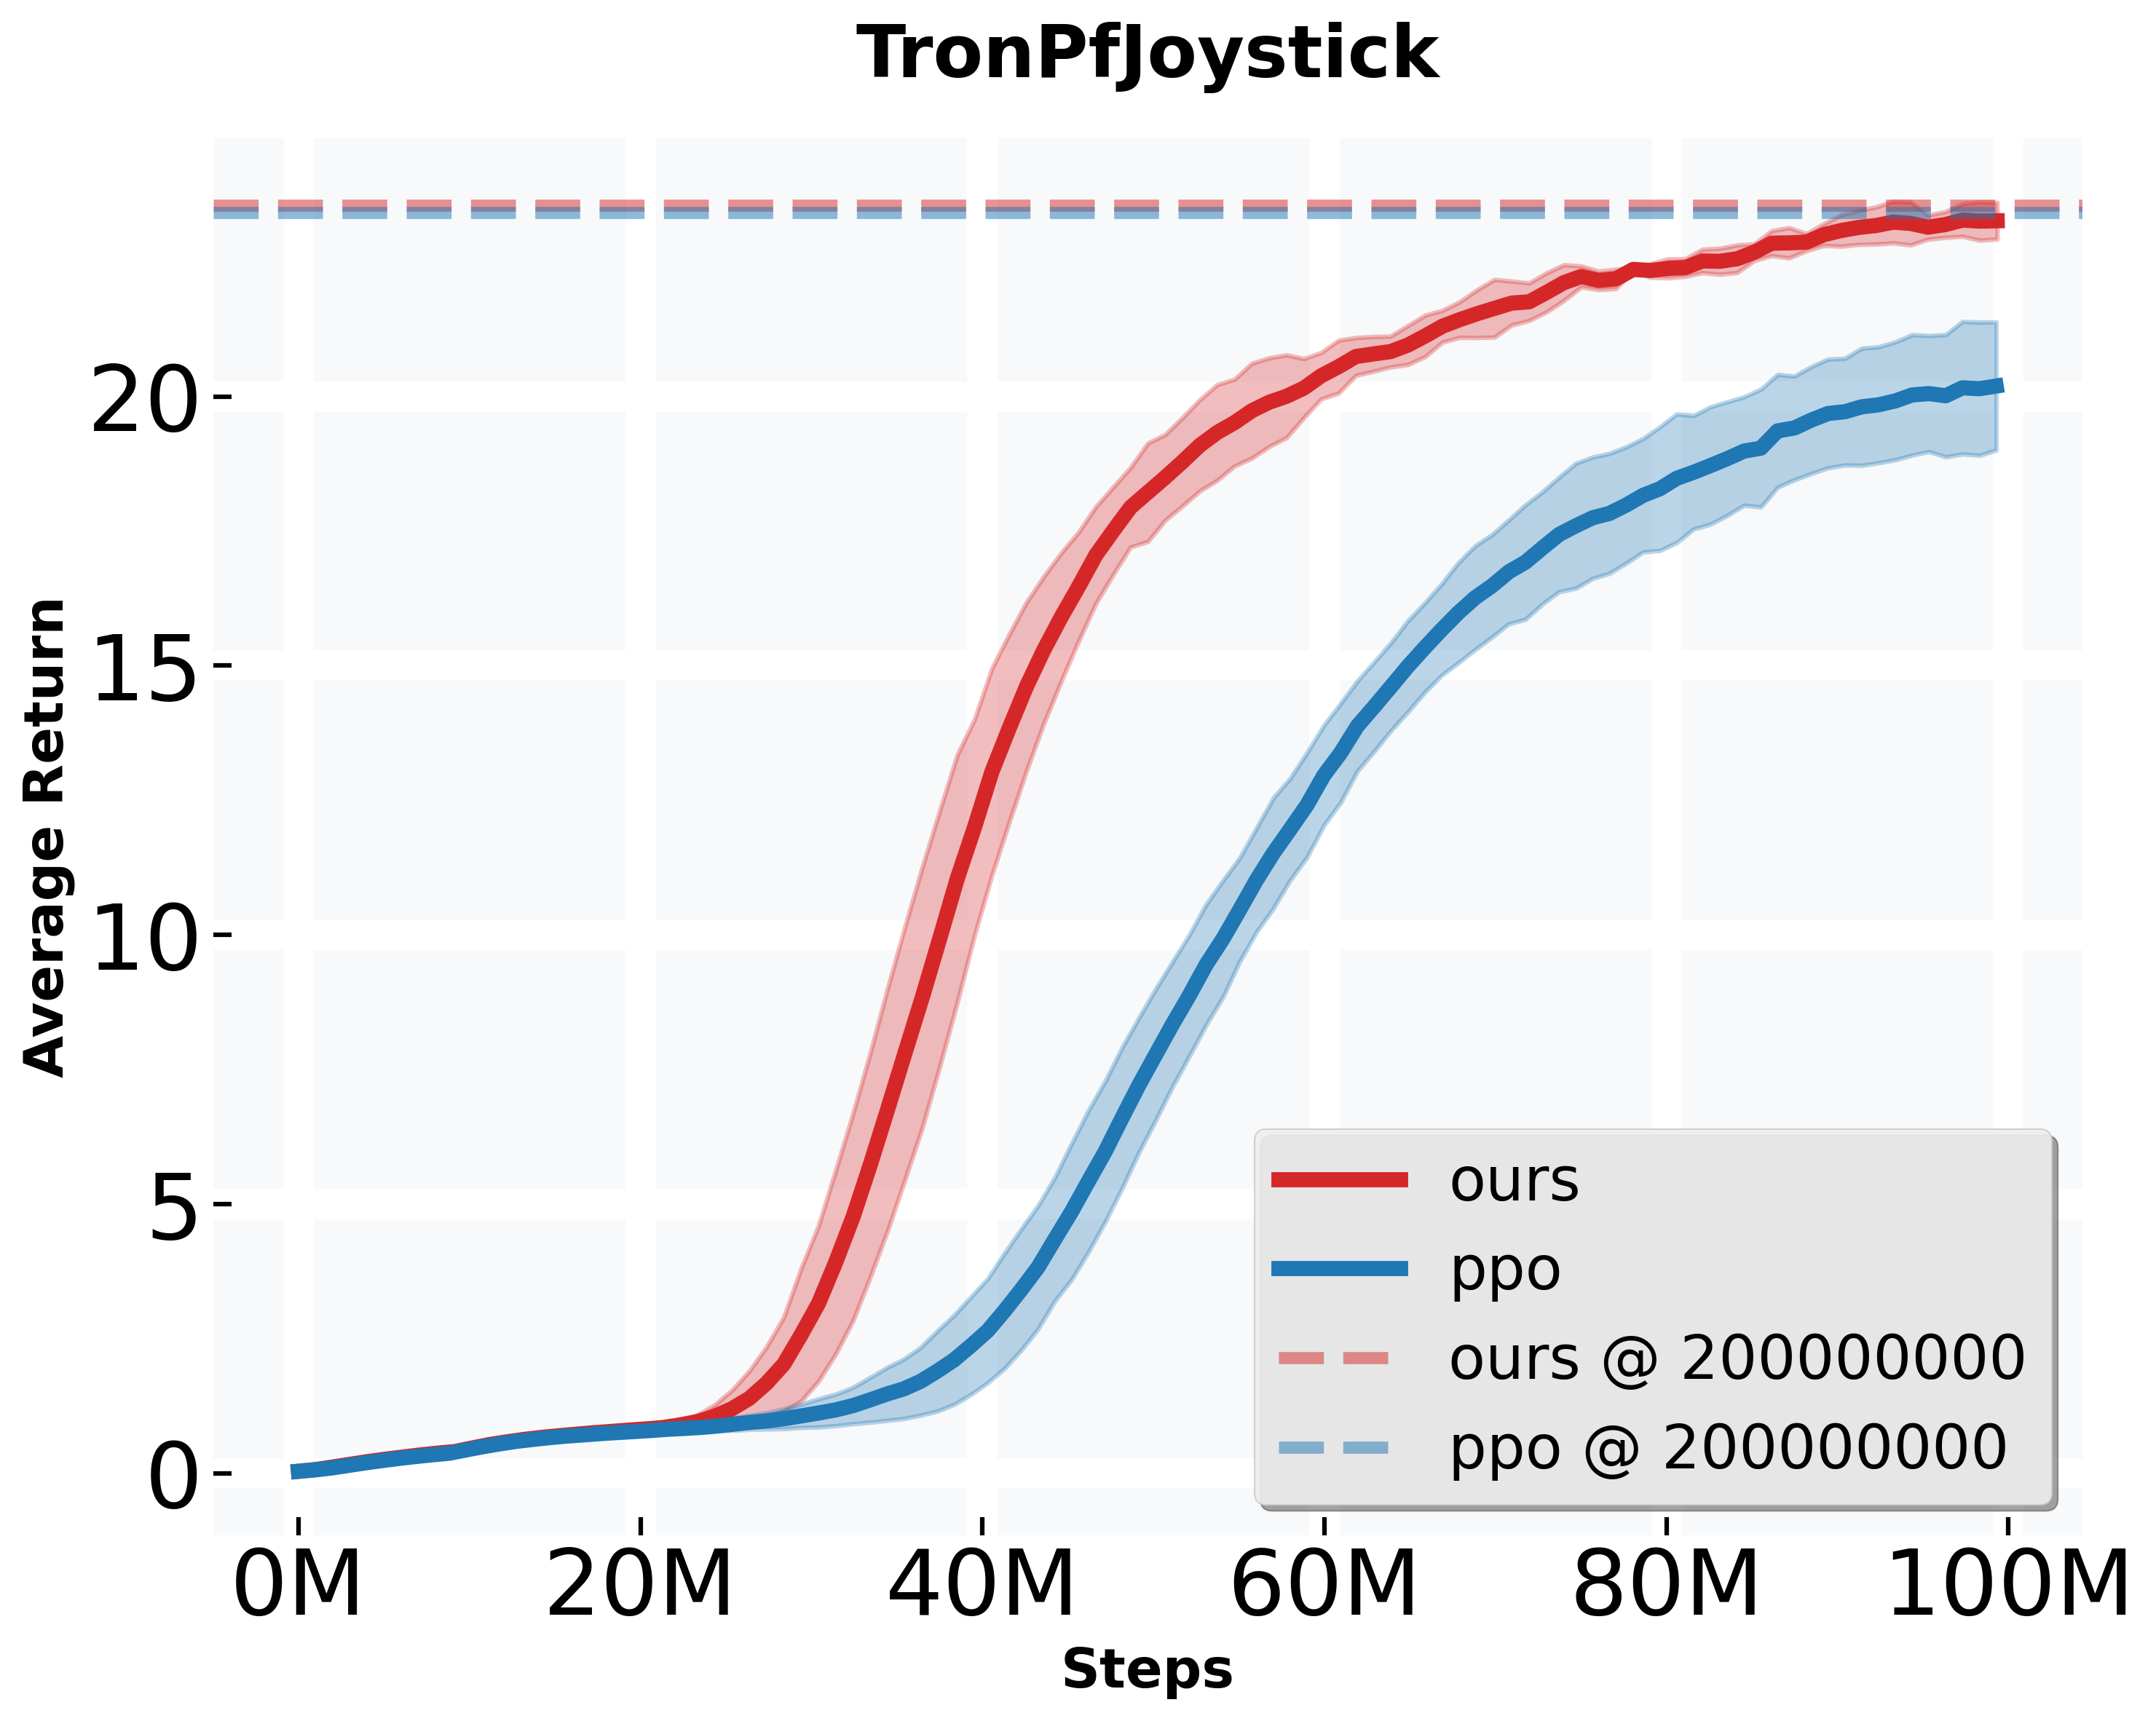 TronPfJoystick
Average Return
20
15
10
5
0
0M 20M 40M 60M 80M 100M
Steps
ours
ppo
ours @ 200000000
ppo @ 200000000